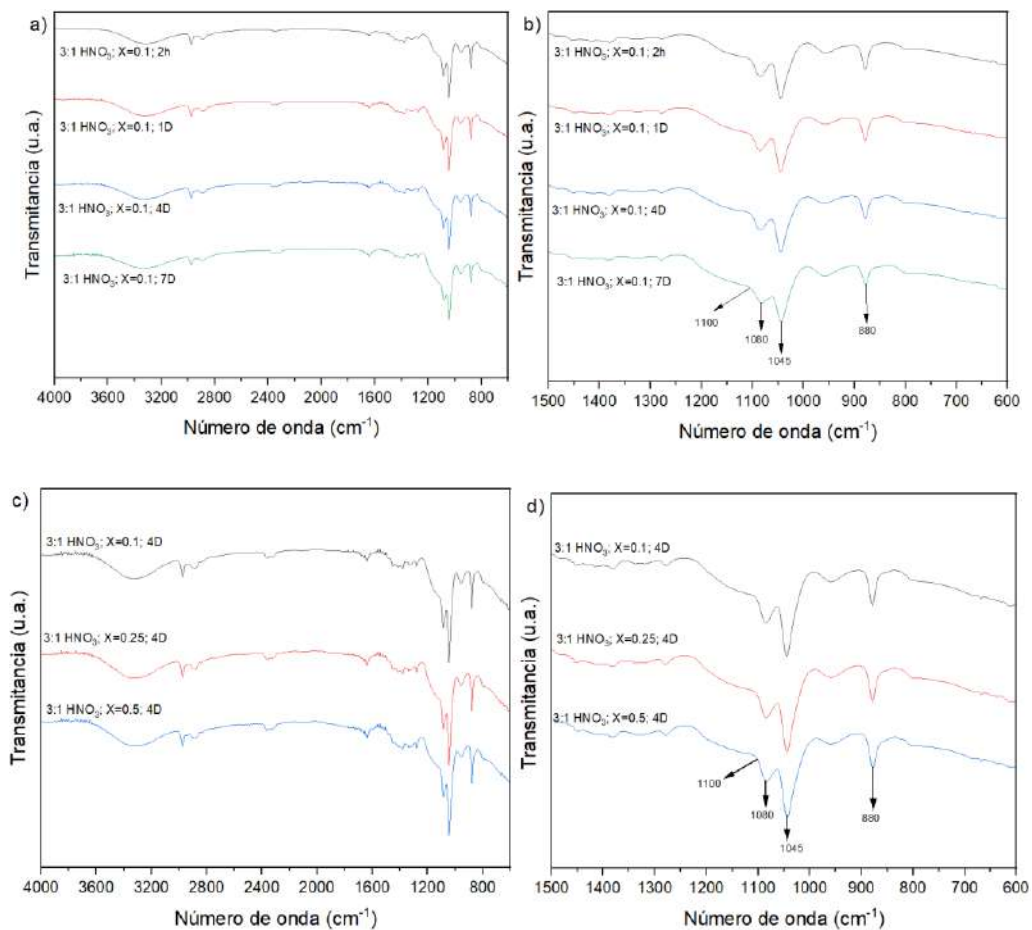 a)
3:1 HNO3; X=0.1; 2h
3:1 HNO3; X=0.1; 1D
3:1 HNO3; X=0.1; 4D
3:1 HNO3; X=0.1; 7D
Transmitancia (u.a.)
4000 3600 3200 2800 2400 2000 1600 1200 800
Número de onda (cm-1)
b)
3:1 HNO3; X=0.1; 2h
3:1 HNO3; X=0.1; 1D
3:1 HNO3; X=0.1; 4D
3:1 HNO3; X=0.1; 7D
1100
1080
1045
880
Transmitancia (u.a.)
1500 1400 1300 1200 1100 1000 900 800 700 600
Número de onda (cm-1)
c)
3:1 HNO3; X=0.1; 4D
3:1 HNO3; X=0.25; 4D
3:1 HNO3; X=0.5; 4D
Transmitancia (u.a.)
4000 3600 3200 2800 2400 2000 1600 1200 800
Número de onda (cm-1)
d)
3:1 HNO3; X=0.1; 4D
3:1 HNO3; X=0.25; 4D
3:1 HNO3; X=0.5; 4D
1100
1080
1045
880
Transmitancia (u.a.)
1500 1400 1300 1200 1100 1000 900 800 700 600
Número de onda (cm-1)